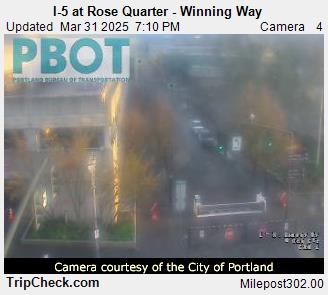 I-5 at Rose Quarter - Winning Way
Updated  Mar 31 2025  7:10 PM  Camera  4
PBOT
PORTLAND BUREAU OF TRANSPORTATION
PBOT
Camera courtesy of the City of Portland
TripCheck.com  Milepost302.00